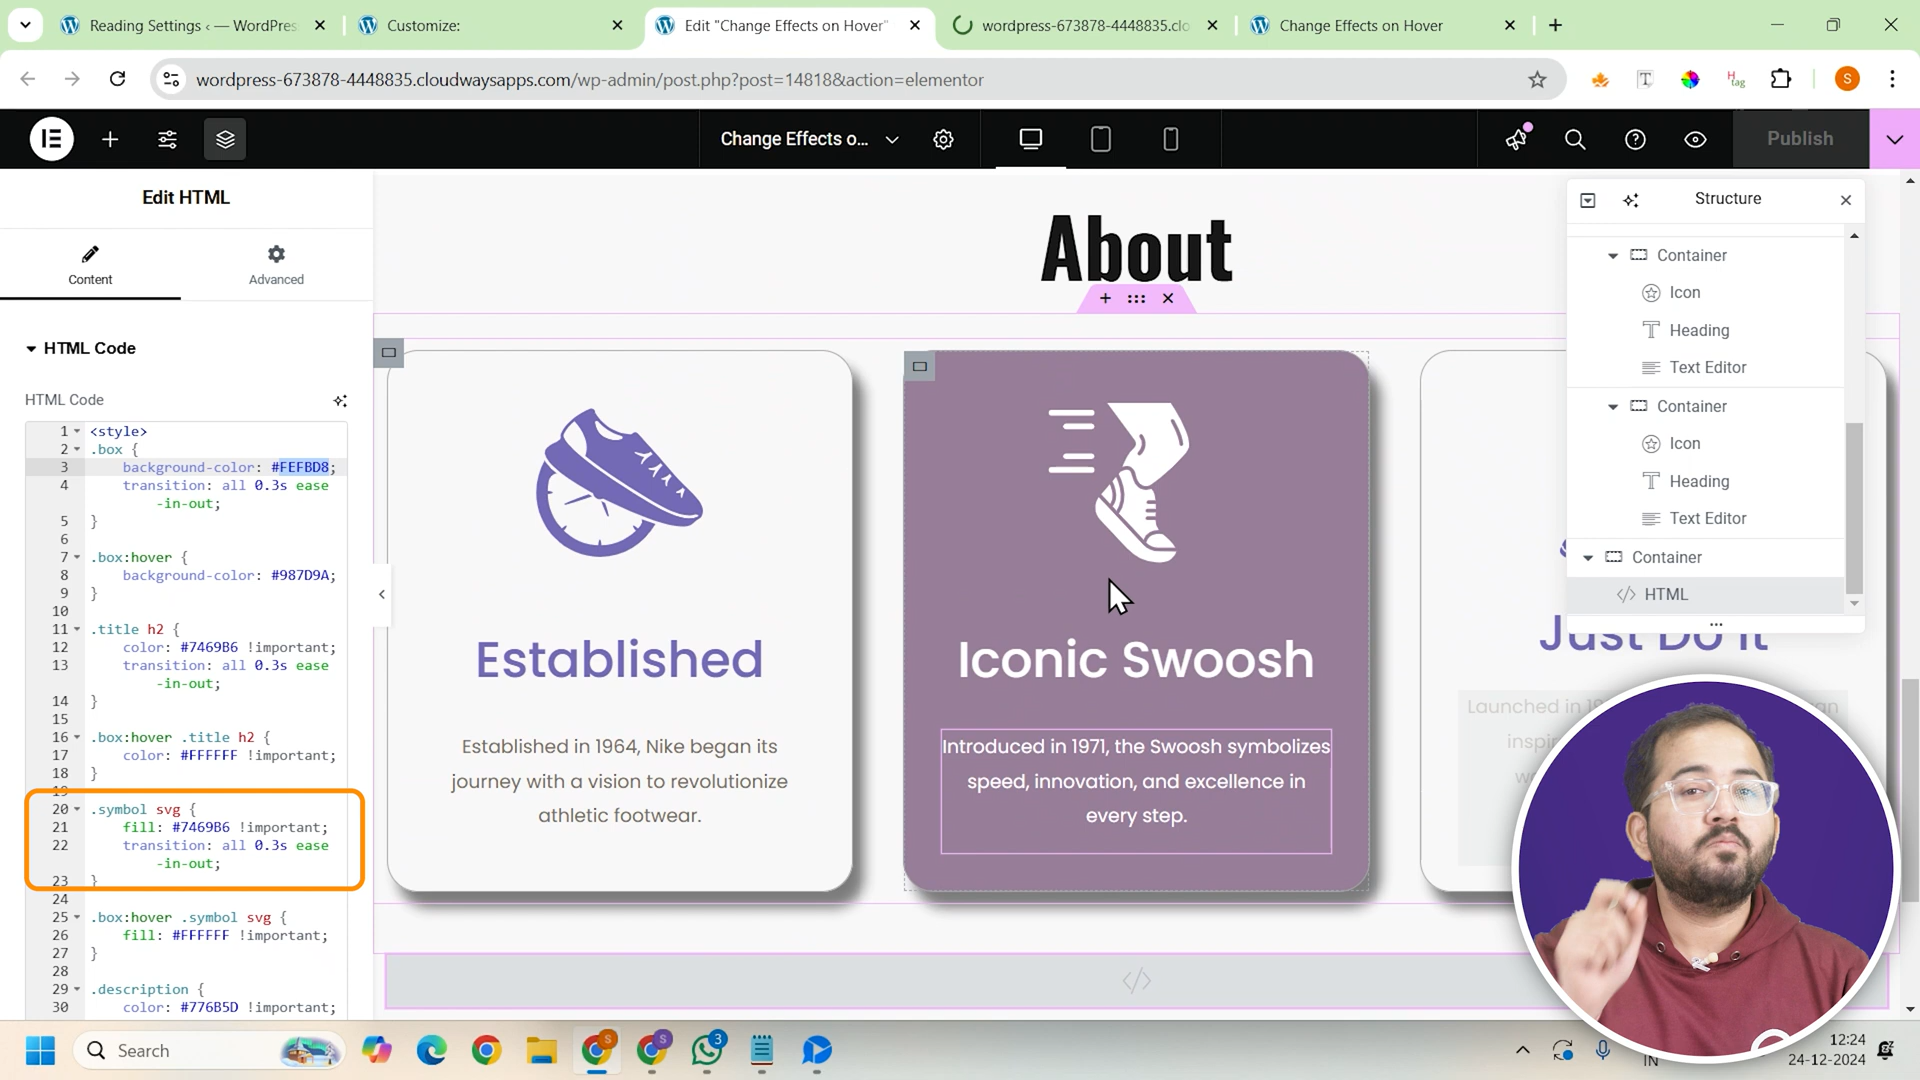 Reading Settings ‹ — WordPres
Customize:
Edit "Change Effects on Hover"
wordpress-673878-4448835.clo
Change Effects on Hover
wordpress-673878-4448835.cloudwaysapps.com/wp-admin/post.php?post=14818&action=elementor
T
H
tag
S
Change Effects o...
Publish
Edit HTML
Content
Advanced
HTML Code
HTML Code
1 <style>
2 .box {
3 background-color: #FEFBD8;
4 transition: all 0.3s ease
-in-out;
5 }
6
7 .box:hover {
8 background-color: #987D9A;
9 }
10
11 .title h2 {
12 color: #7469B6 !important;
13 transition: all 0.3s ease
-in-out;
14 }
15
16 .box:hover .title h2 {
17 color: #FFFFFF !important;
18 }
19
20 .symbol svg {
21 fill: #7469B6 !important;
22 transition: all 0.3s ease
-in-out;
23 }
24
25 .box:hover .symbol svg {
26 fill: #FFFFFF !important;
27 }
28
29 .description {
30 color: #776B5D !important;
About
Established
Established in 1964, Nike began its
journey with a vision to revolutionize
athletic footwear.
Iconic Swoosh
Introduced in 1971, the Swoosh symbolizes
speed, innovation, and excellence in
every step.
Just Do It
Launched in
Structure
Container
Icon
Heading
Text Editor
Container
Icon
Heading
Text Editor
Container
</> HTML
</>
Search
S
S
3
IN
12:24
24-12-2024